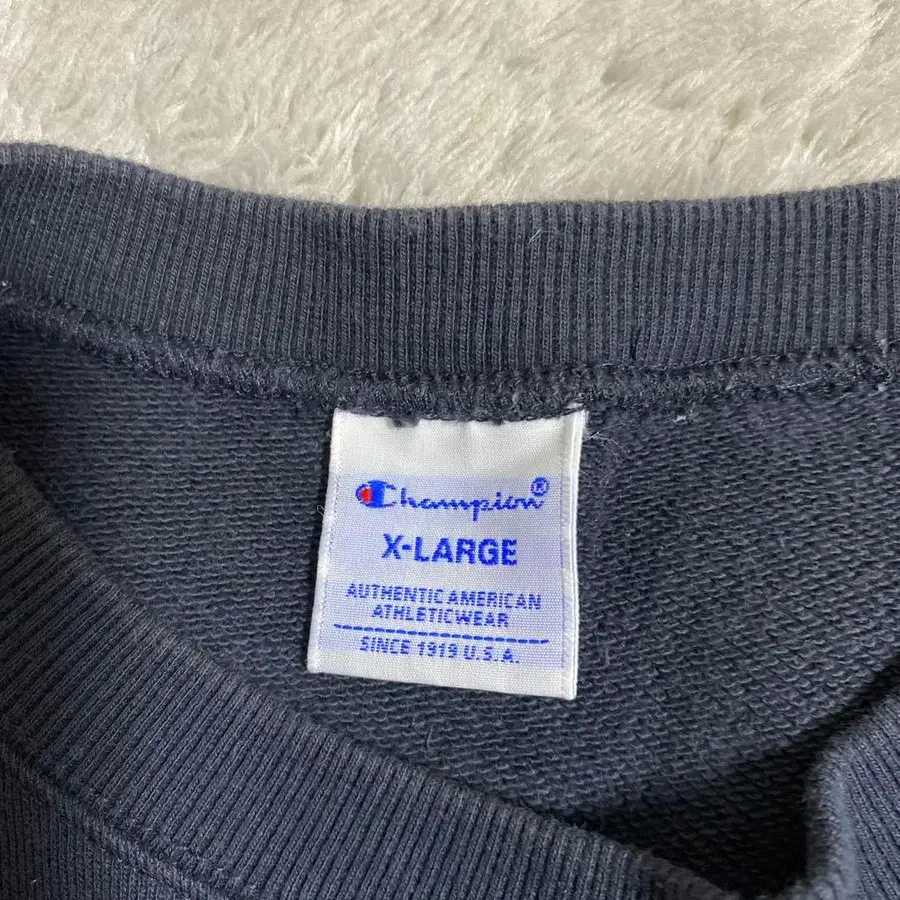 Champion®
X-LARGE
AUTHENTIC AMERICAN
ATHLETICWEAR
SINCE 1919 U.S.A.